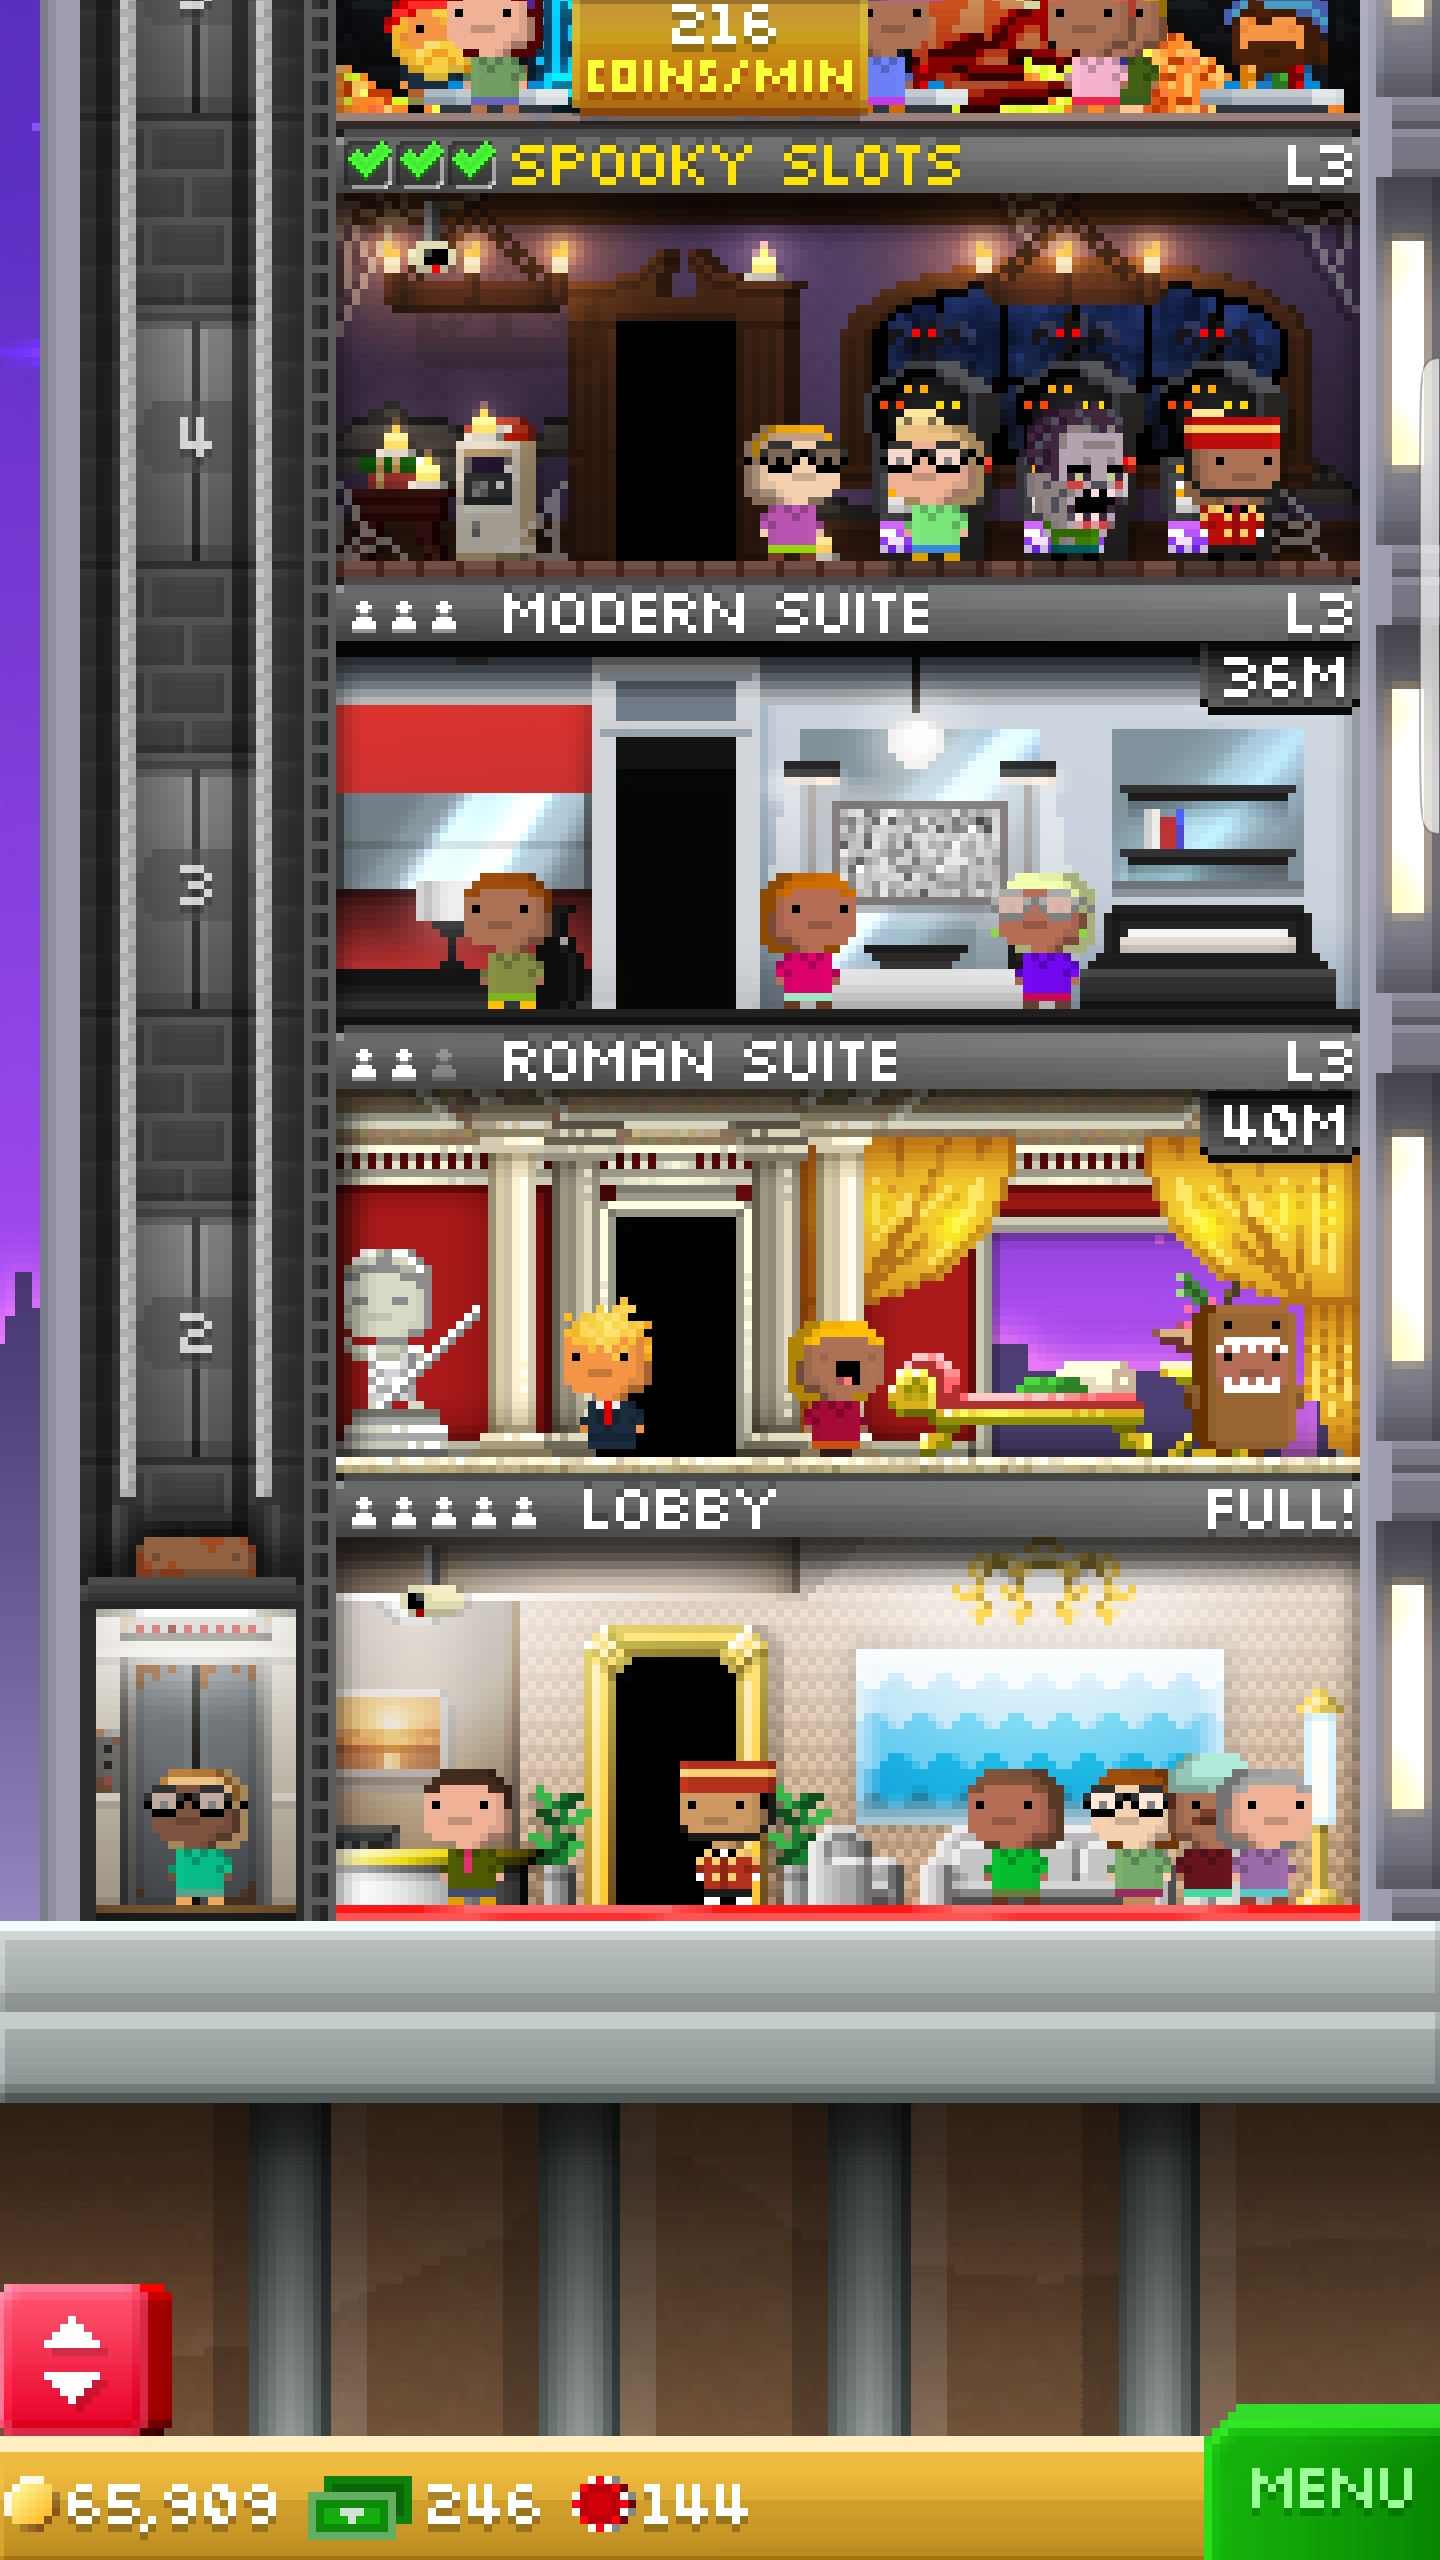 216
COINS/MIN
SPOOKY SLOTS L3
4
MODERN SUITE L3
36M
3
ROMAN SUITE L3
40M
2
LOBBY FULL!
65,909 246 144
MENU